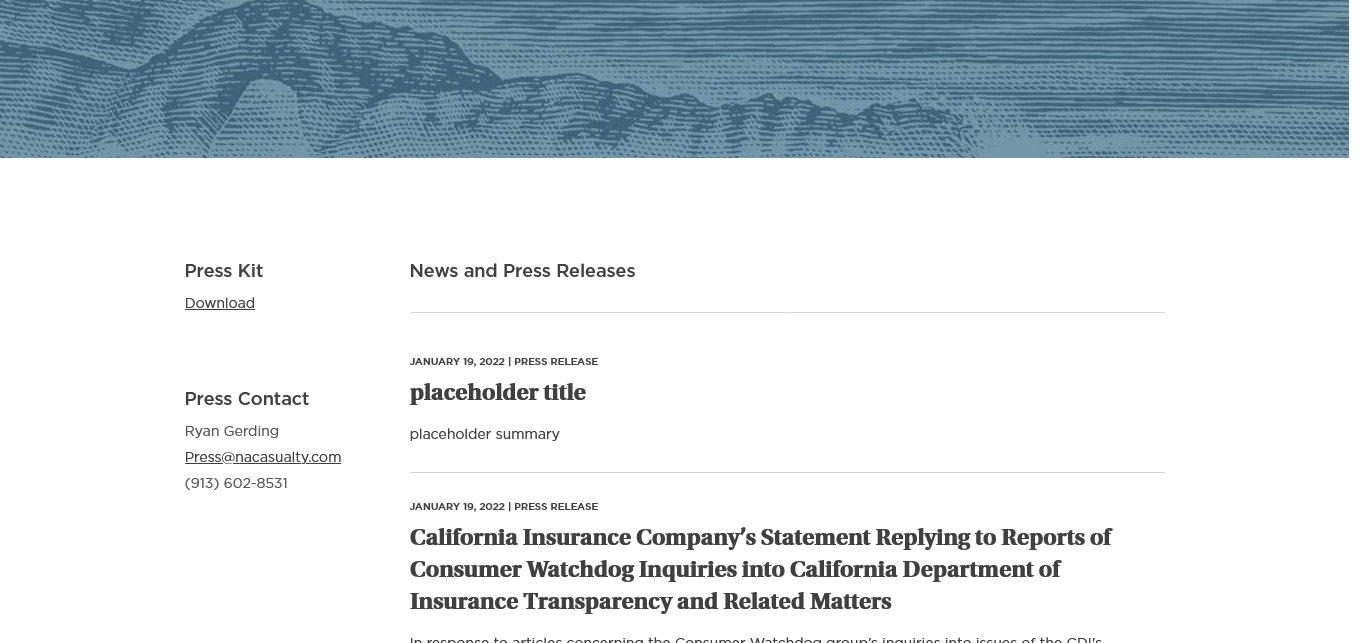 Press Kit
Download
Press Contact
Ryan Gerding
Press@nacasualty.com
(913) 602-8531
News and Press Releases
JANUARY 19, 2022 | PRESS RELEASE
placeholder title
placeholder summary
JANUARY 19, 2022 | PRESS RELEASE
California Insurance Company’s Statement Replying to Reports of
Consumer Watchdog Inquiries into California Department of
Insurance Transparency and Related Matters
In response to articles concerning the Consumer Watchdog group’s inquiries into issues of the CDI’s